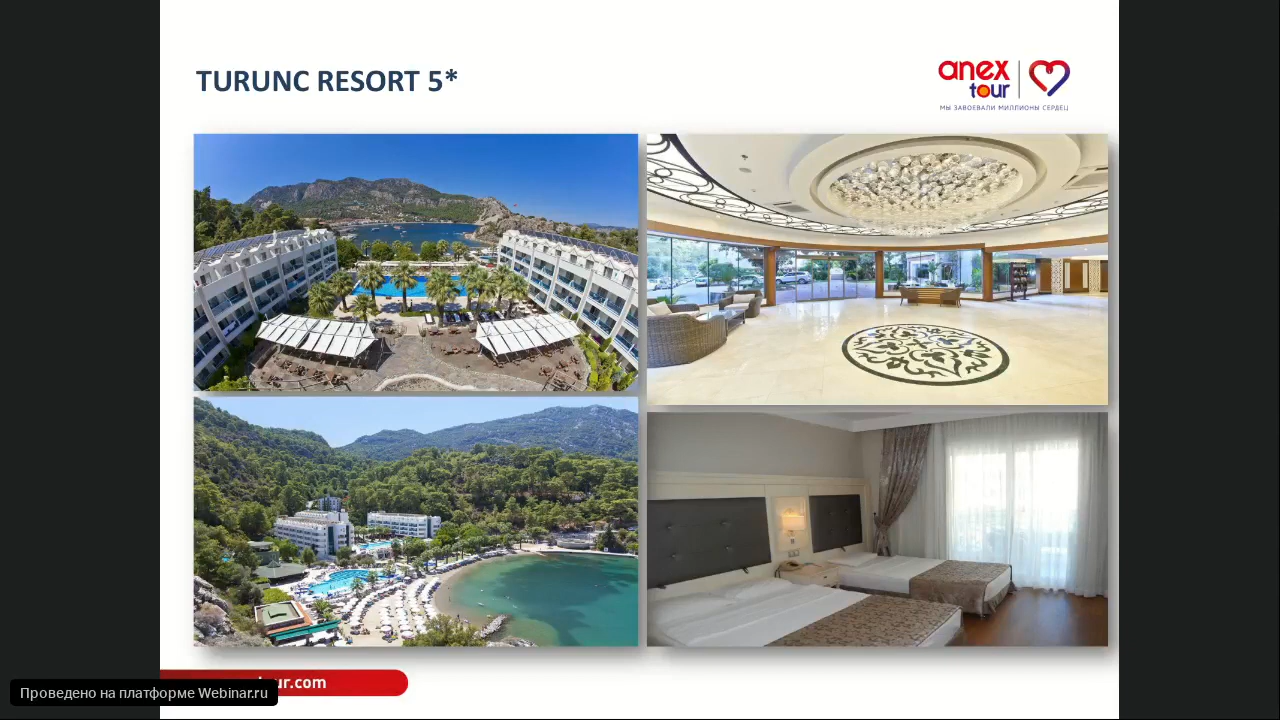 TURUNC RESORT 5*
anex
tour
МЫ ЗАВОЕВАЛИ МИЛЛИОНЫ СЕРДЕЦ
tour.com
Проведено на платформе Webinar.ru